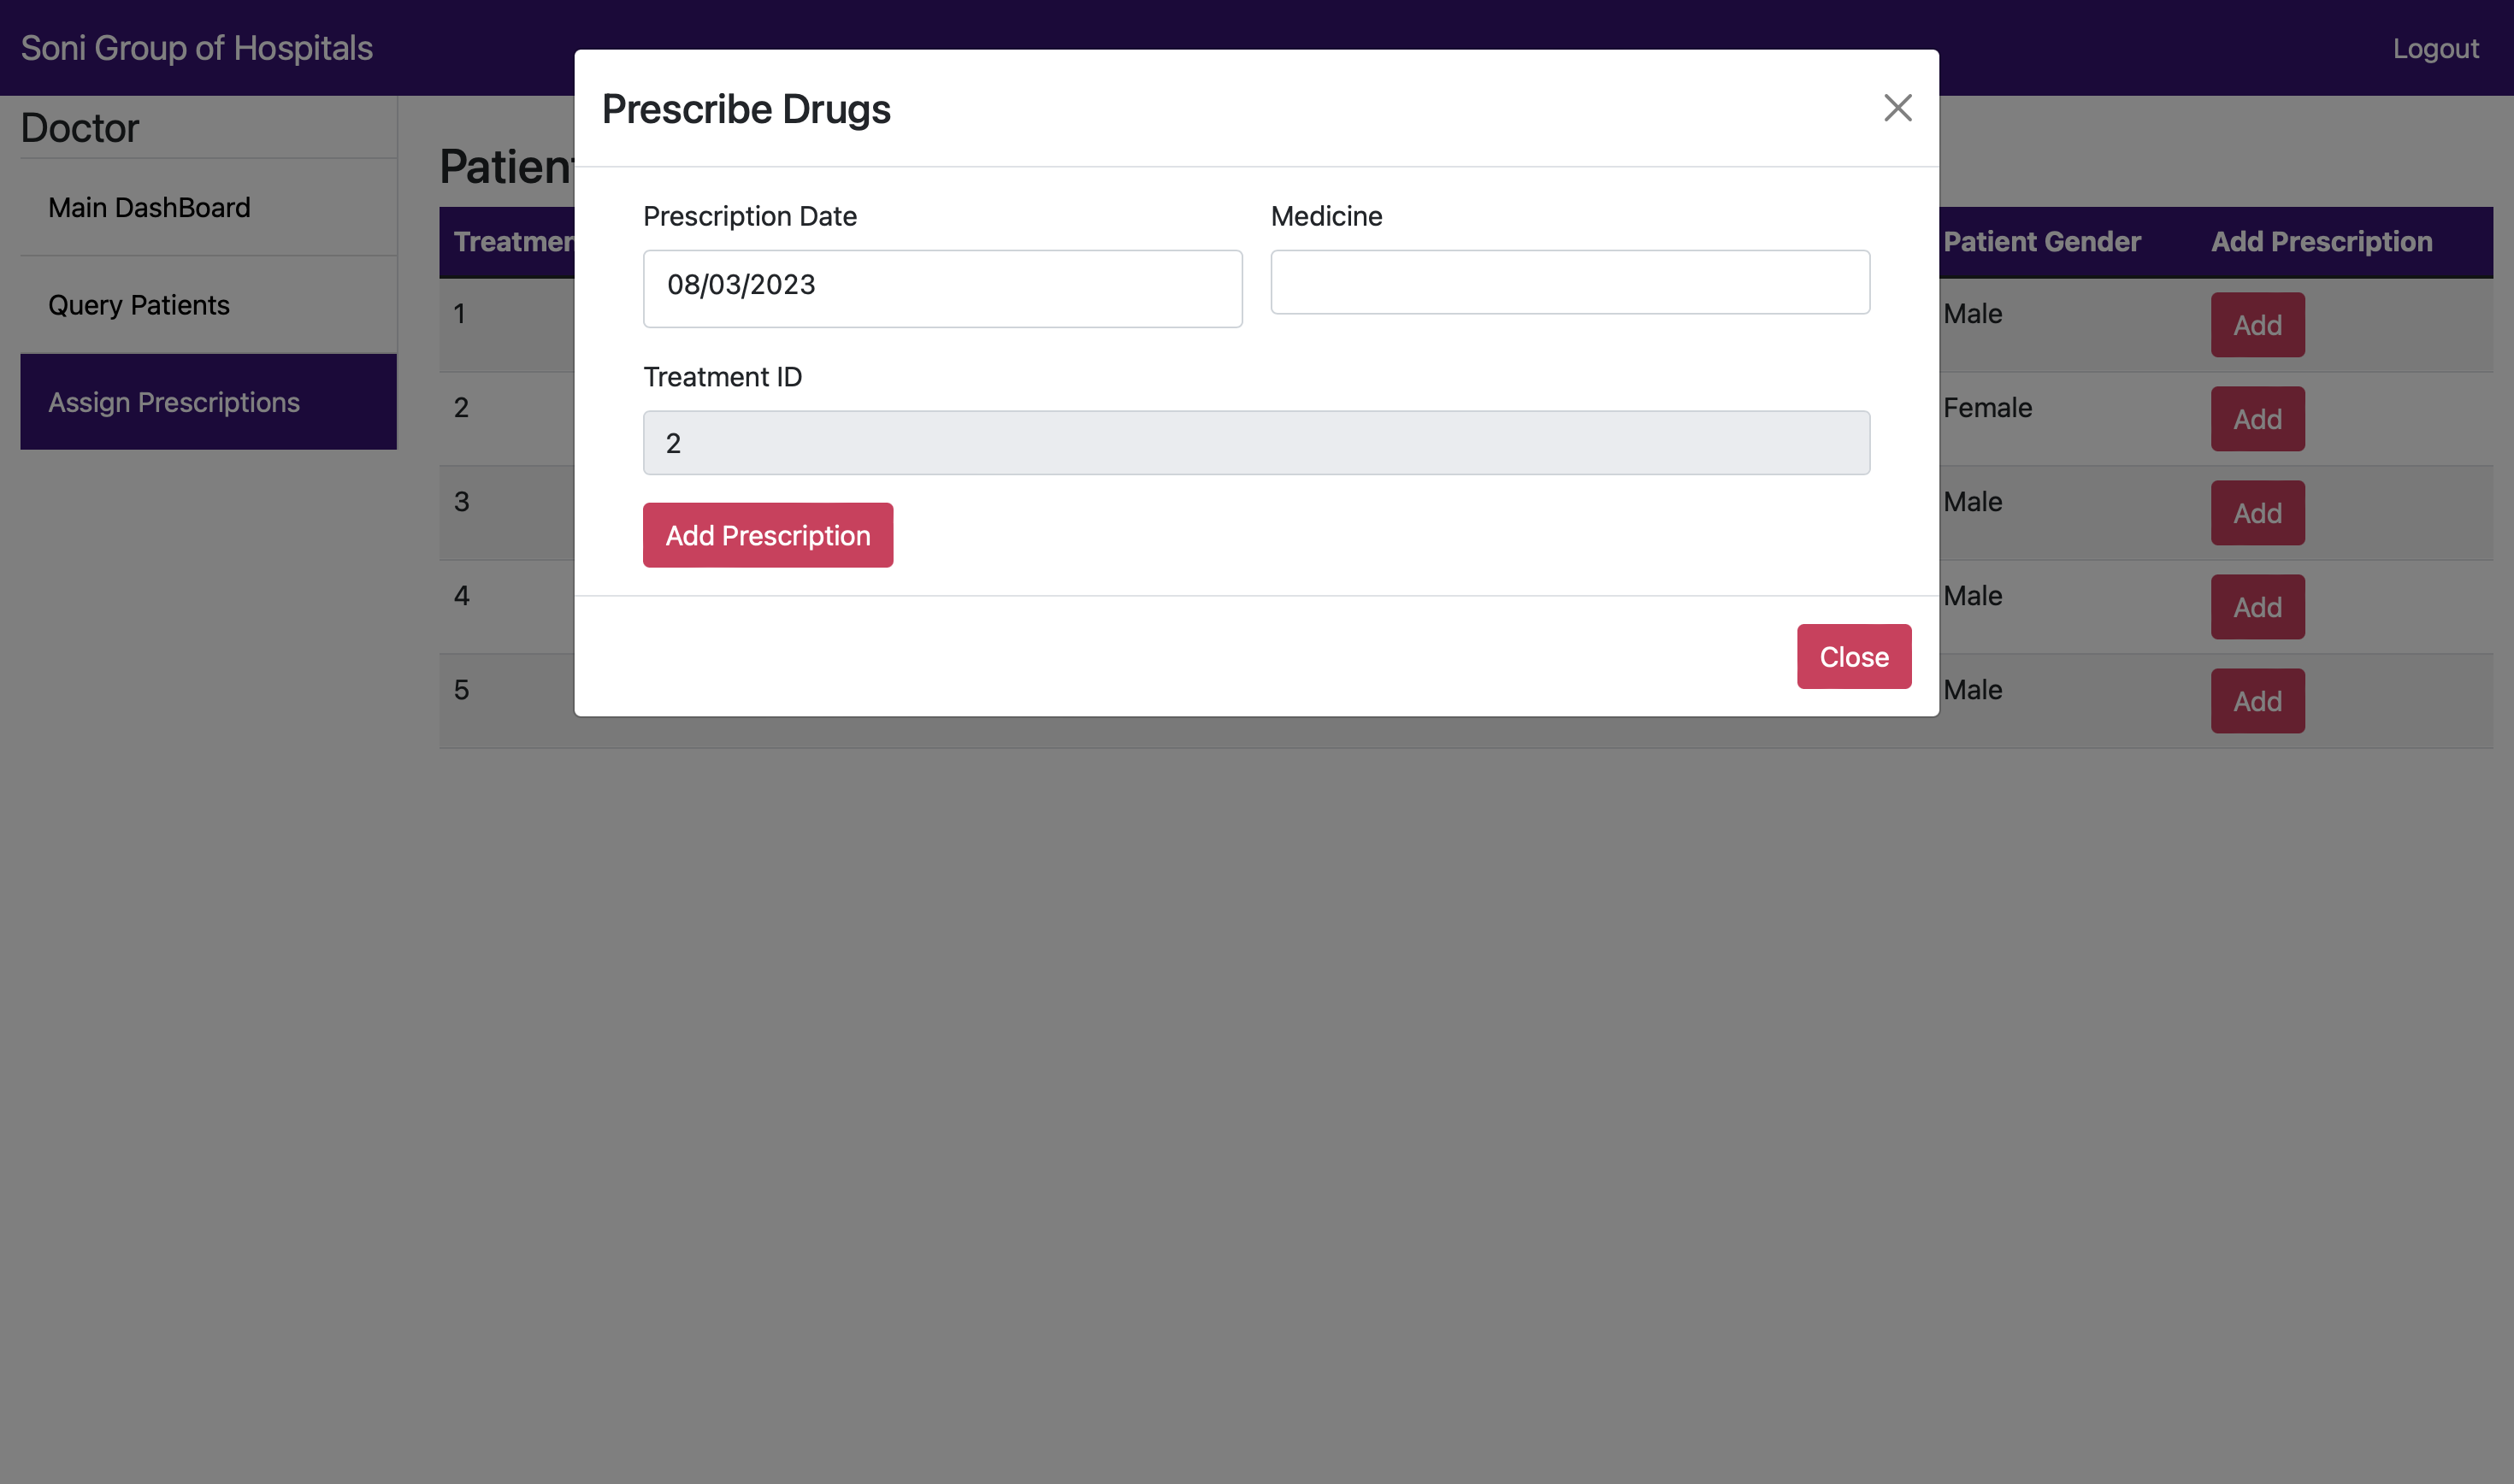 Soni Group of Hospitals
Logout
Doctor
Main DashBoard
Query Patients
Assign Prescriptions
Prescribe Drugs
Prescription Date
Medicine
08/03/2023
Treatment ID
2
Add Prescription
Close
Patient Gender Add Prescription
1 Male Add
2 Female Add
3 Male Add
4 Male Add
5 Male Add